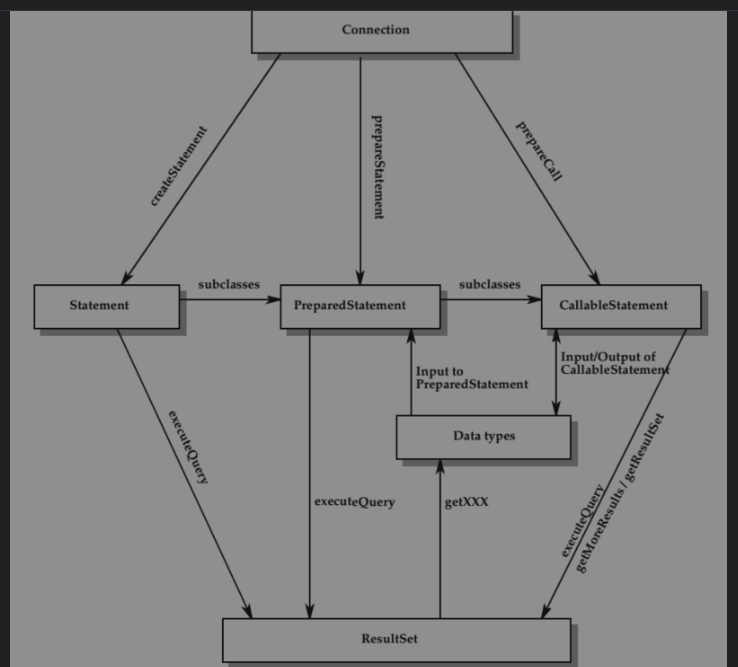 Connection
createStatement
prepareStatement
prepareCall
subclasses
subclasses
Statement
PreparedStatement
CallableStatement
Input to
PreparedStatement
Input/Output of
CallableStatement
Data types
executeQuery
executeQuery
getXXX
executeQuery
getMoreResults / getResultSet
ResultSet